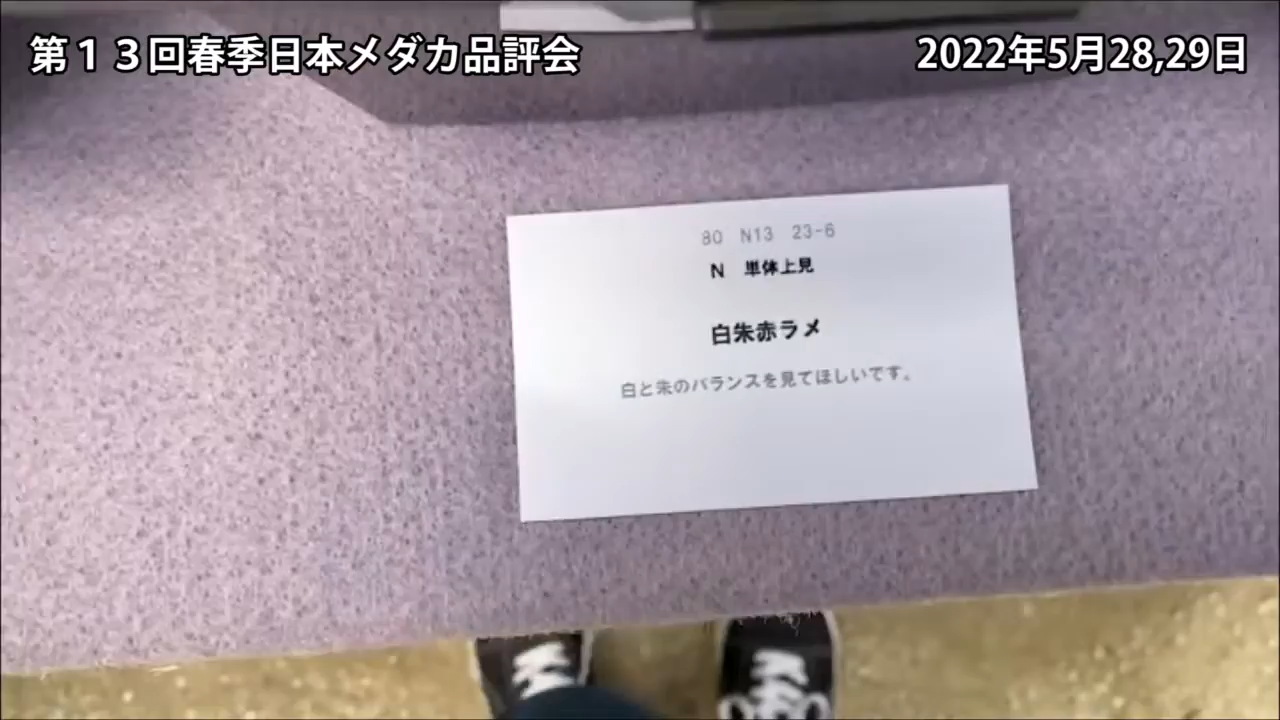 第１３回春季日本メダカ品評会
2022年5月28,29日
80 N13 23-6
N 単体上見
白朱赤ラメ
白と朱のバランスを見てほしいです。